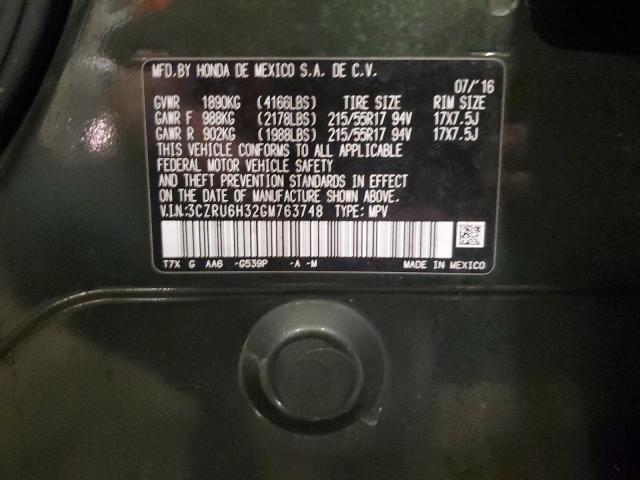 MFD.BY HONDA DE MEXICO S.A. DE C.V.
07/'16
GVWR 1890KG (4166LBS) TIRE SIZE RIM SIZE
GAWR F 988KG (2178LBS) 215/55R17 94V 17X7.5J
GAWR R 902KG (1988LBS) 215/55R17 94V 17X7.5J
THIS VEHICLE CONFORMS TO ALL APPLICABLE
FEDERAL MOTOR VEHICLE SAFETY
AND THEFT PREVENTION STANDARDS IN EFFECT
ON THE DATE OF MANUFACTURE SHOWN ABOVE.
V.I.N:3CZRU6H32GM763748 TYPE: MPV
T7X G AA6 -G539P -A -M MADE IN MEXICO